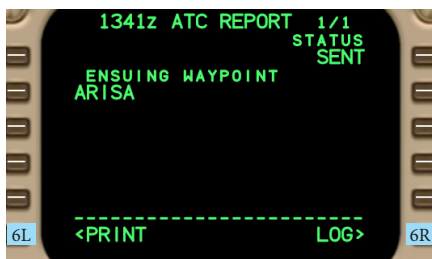 1341z ATC REPORT 1/1
STATUS
SENT
ENSUING WAYPOINT
ARISA
------------------------
6L <PRINT LOG> 6R